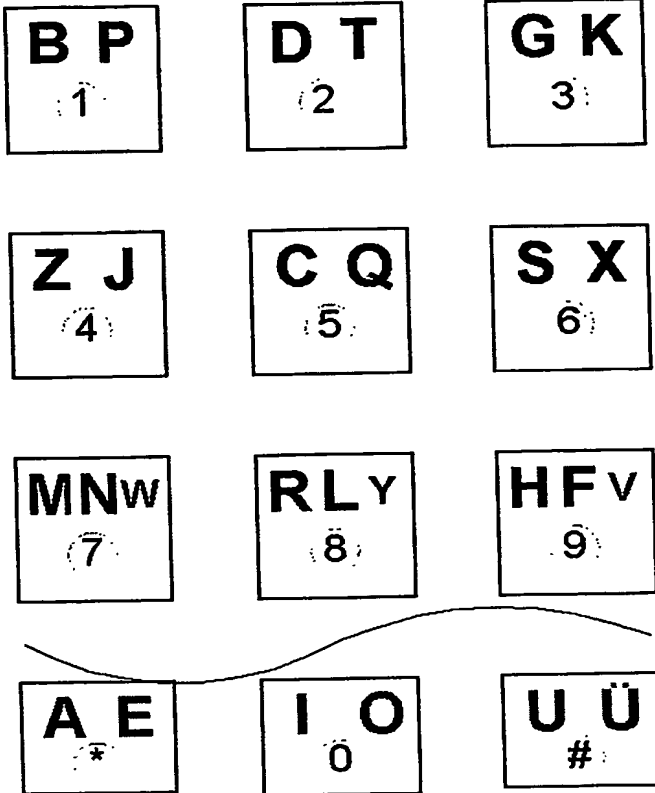 B P D T G K
1 2 3
Z J C Q S X
4 5 6
MNW RLY HFV
7 8 9
A E I O U Ü
* 0 #